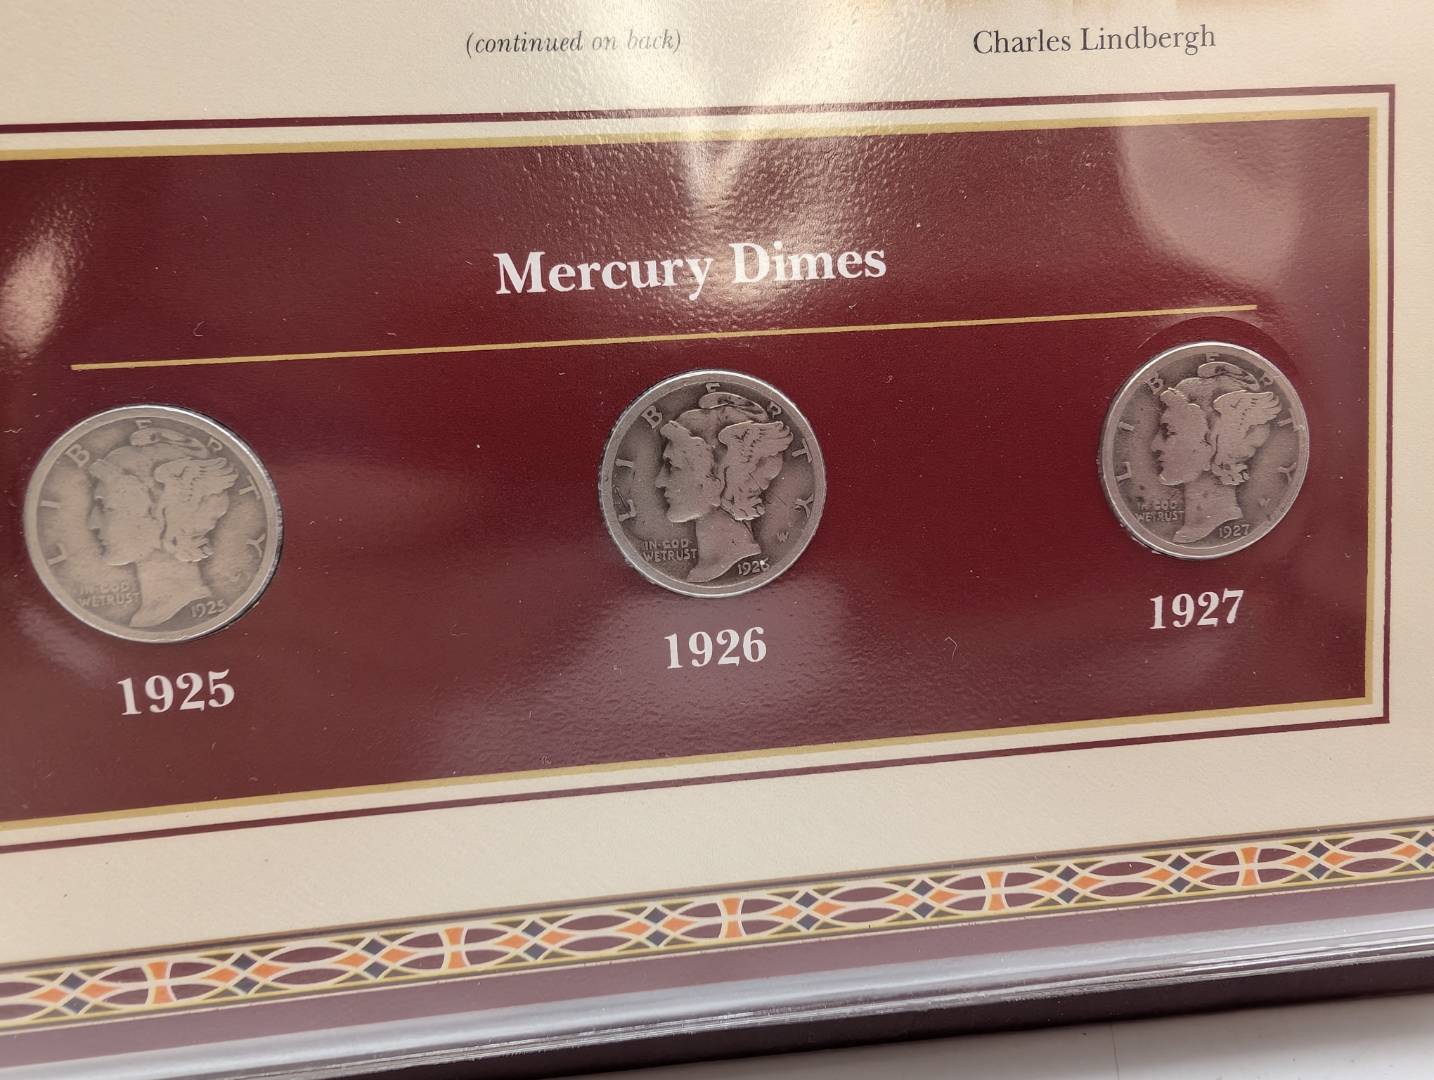 (continued on back)
Charles Lindbergh
Mercury Dimes
LIBERTY
IN GOD
WE TRUST
1925
LIBERTY
IN·GOD
WE TRUST
1926
W
LIBERTY
IN GOD
WE TRUST
1927
W
1925
1926
1927